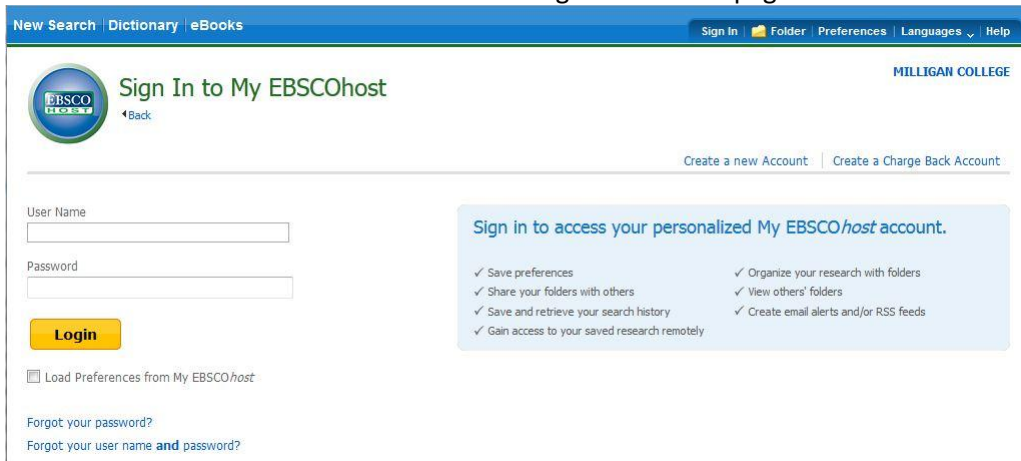 New Search Dictionary eBooks
Sign In Folder Preferences Languages Help
MILLIGAN COLLEGE
EBSCO
HOST
Sign In to My EBSCOhost
Back
Create a new Account Create a Charge Back Account
User Name
Password
Login
Load Preferences from My EBSCOhost
Forgot your password?
Forgot your user name and password?
Sign in to access your personalized My EBSCOhost account.
✓ Save preferences
✓ Share your folders with others
✓ Save and retrieve your search history
✓ Gain access to your saved research remotely
✓ Organize your research with folders
✓ View others' folders
✓ Create email alerts and/or RSS feeds